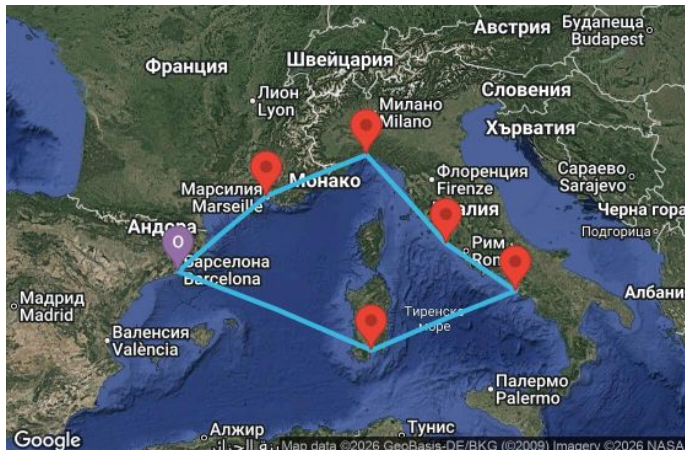 Австрия
Будапеща
Budapest
Франция
Швейцария
Лион
Lyon
Милано
Milano
Словения
Хърватия
Марсилия
Marseille
Монако
Флоренция
Firenze
Сараево
Sarajevo
Андора
Черна гора
Подгорица
O
Барселона
Barcelona
Рим
Мадрид
Madrid
Валенсия
València
Тиренско
море
Албани
Палермо
Palermo
Алжир
Тунис
Google
Map data ©2026 GeoBasis-DE/BKG (©2009) Imagery ©2026 NASA